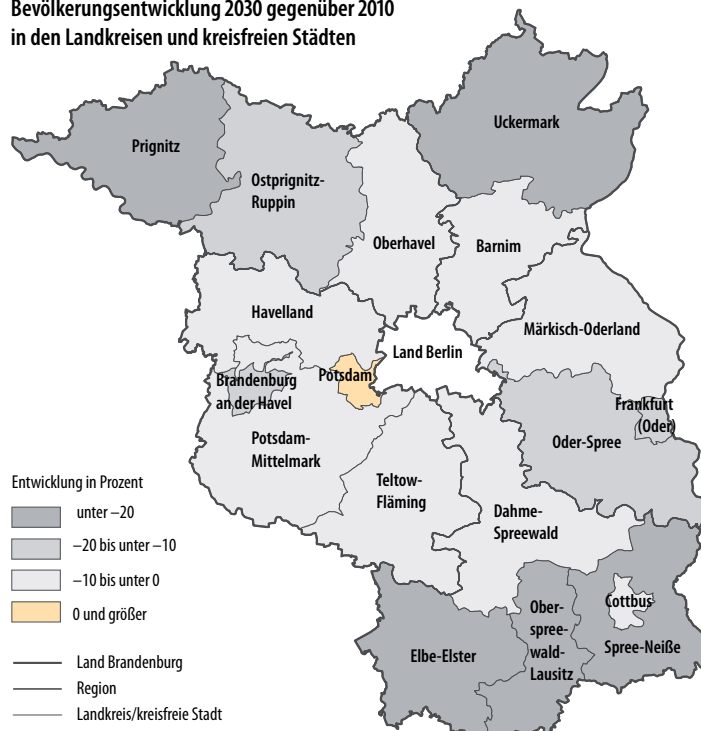 Bevölkerungsentwicklung 2030 gegenüber 2010
in den Landkreisen und kreisfreien Städten
Uckermark
Prignitz
Ostprignitz-
Ruppin
Oberhavel
Barnim
Havelland
Märkisch-Oderland
Land Berlin
Potsdam
Brandenburg
an der Havel
Frankfurt
(Oder)
Oder-Spree
Potsdam-
Mittelmark
Teltow-
Fläming
Dahme-
Spreewald
Cottbus
Ober-
spree-
wald-
Lausitz
Spree-Neiße
Elbe-Elster
Entwicklung in Prozent
unter –20
–20 bis unter –10
–10 bis unter 0
0 und größer
Land Brandenburg
Region
Landkreis/kreisfreie Stadt